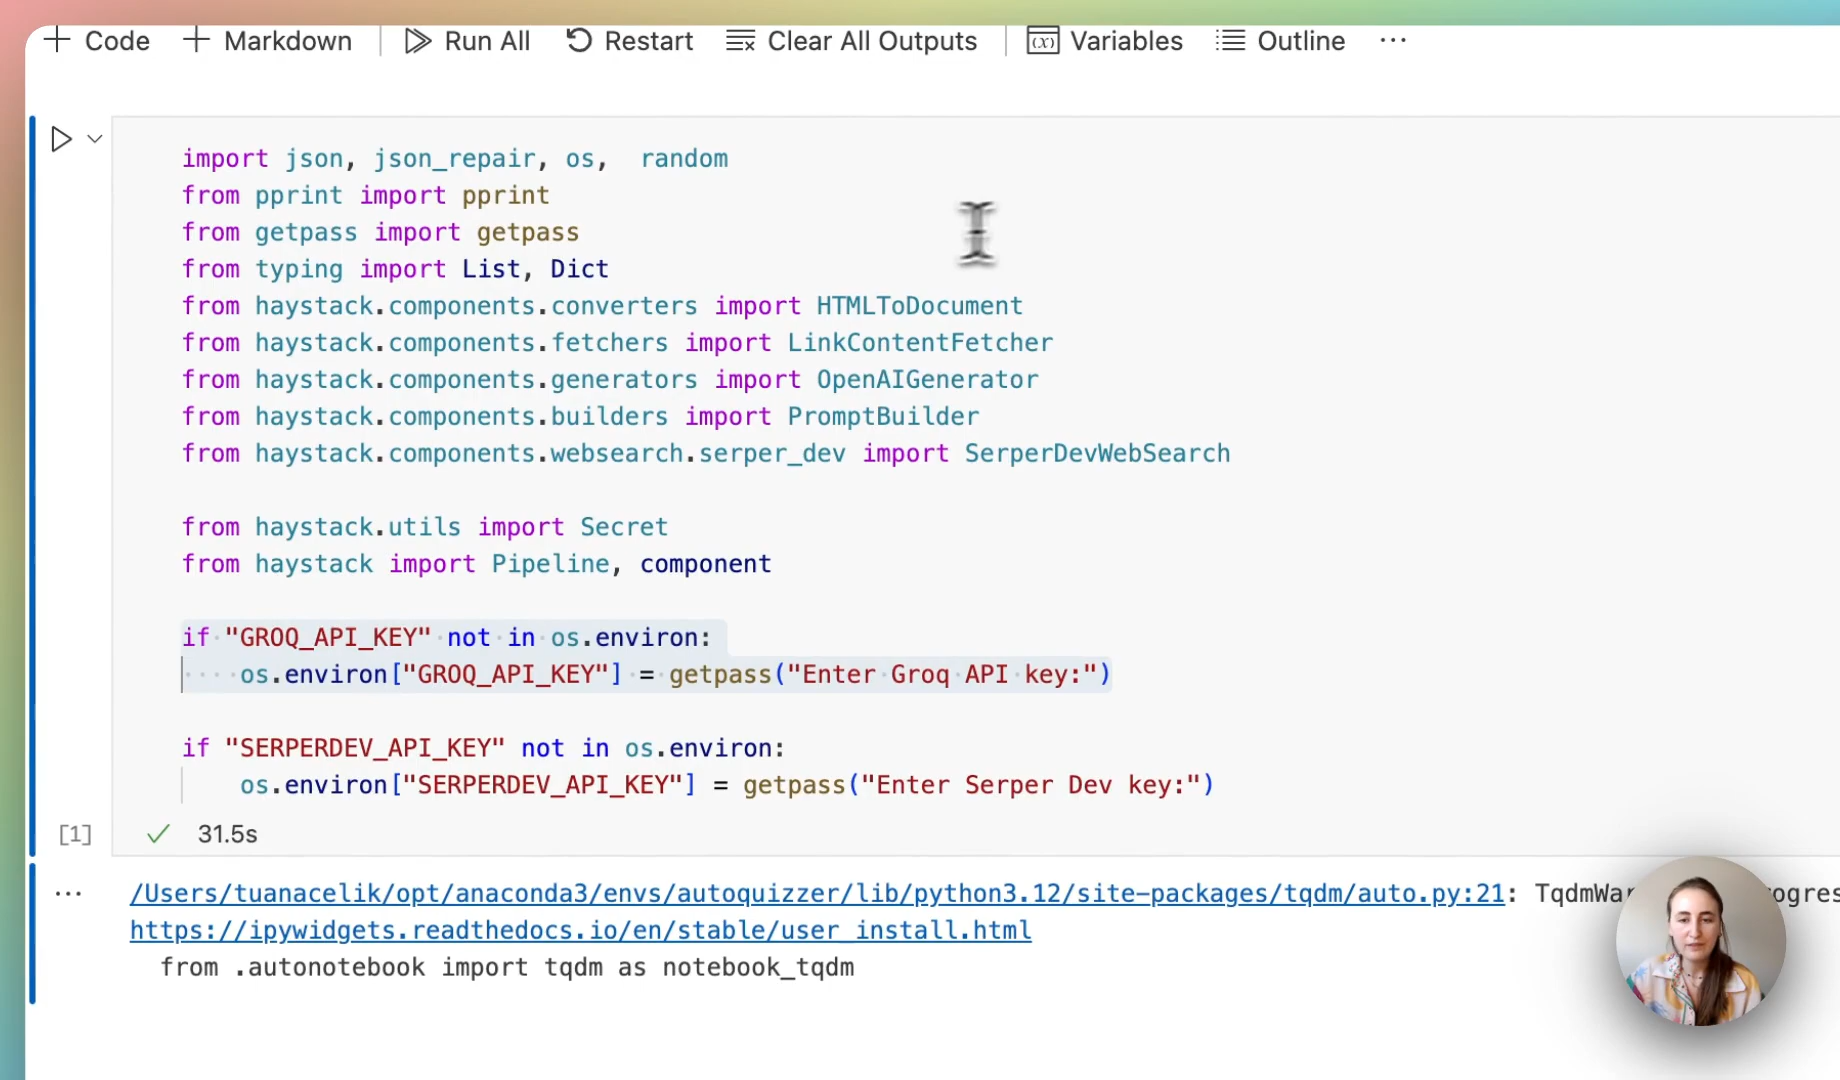 Code Markdown Run All Restart Clear All Outputs Variables Outline ...
import json, json_repair, os,  random
from pprint import pprint
from getpass import getpass
from typing import List, Dict
from haystack.components.converters import HTMLToDocument
from haystack.components.fetchers import LinkContentFetcher
from haystack.components.generators import OpenAIGenerator
from haystack.components.builders import PromptBuilder
from haystack.components.websearch.serper_dev import SerperDevWebSearch
from haystack.utils import Secret
from haystack import Pipeline, component
if "GROQ_API_KEY" not in os.environ:
    os.environ["GROQ_API_KEY"] = getpass("Enter Groq API key:")
if "SERPERDEV_API_KEY" not in os.environ:
    os.environ["SERPERDEV_API_KEY"] = getpass("Enter Serper Dev key:")
[1] 31.5s
... /Users/tuanacelik/opt/anaconda3/envs/autoquizzer/lib/python3.12/site-packages/tqdm/auto.py:21: TqdmWar
https://ipywidgets.readthedocs.io/en/stable/user_install.html
  from .autonotebook import tqdm as notebook_tqdm